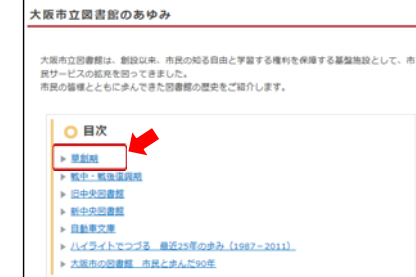 大阪市立図書館のあゆみ
大阪市立図書館は、創設以来、市民の知る自由と学習する権利を保障する基盤施設として、市
民サービスの拡充を図ってきました。
市民の皆様とともに歩んできた図書館の歴史をご紹介します。
目次
草創期
戦中・戦後復興期
旧中央図書館
新中央図書館
自動車文庫
ハイライトでつづる 最近25年の歩み（1987－2011）
大阪市の図書館 市民と歩んだ90年